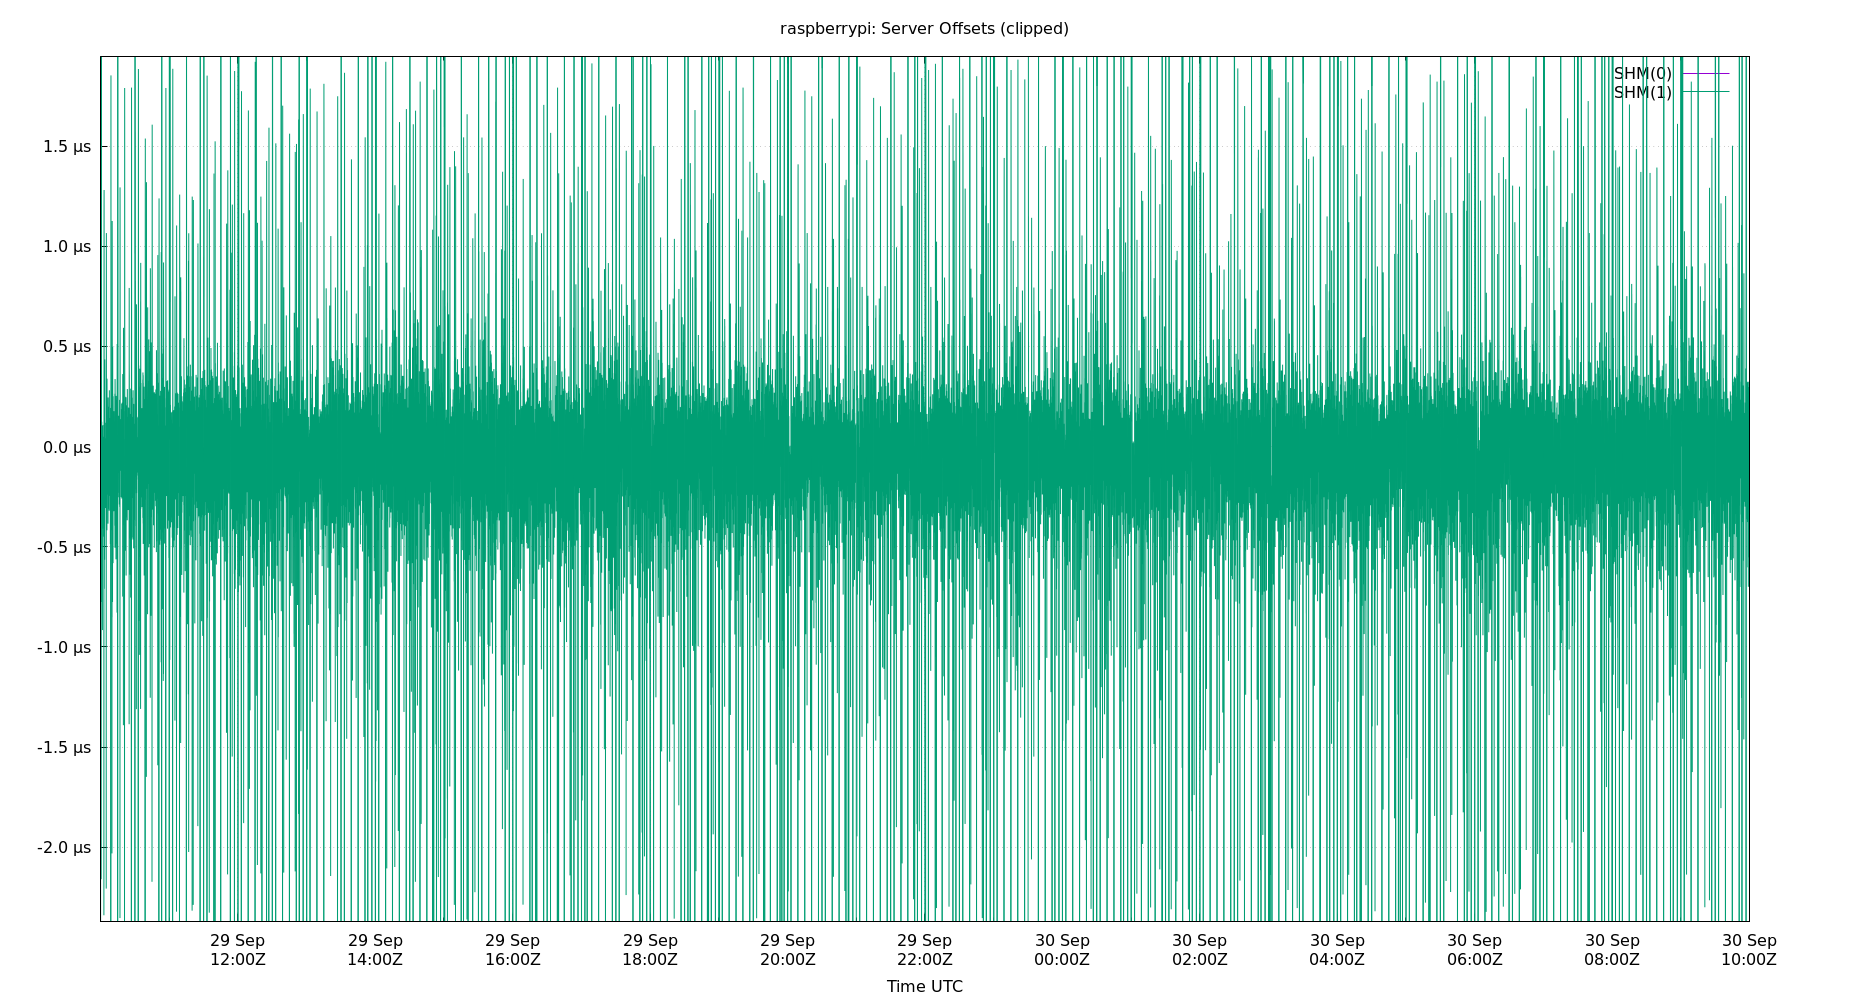 raspberrypi: Server Offsets (clipped)
SHM(0)
SHM(1)
1.5 µs
1.0 µs
0.5 µs
0.0 µs
-0.5 µs
-1.0 µs
-1.5 µs
-2.0 µs
29 Sep 29 Sep 29 Sep 29 Sep 29 Sep 29 Sep 30 Sep 30 Sep 30 Sep 30 Sep 30 Sep 30 Sep
12:00Z 14:00Z 16:00Z 18:00Z 20:00Z 22:00Z 00:00Z 02:00Z 04:00Z 06:00Z 08:00Z 10:00Z
Time UTC